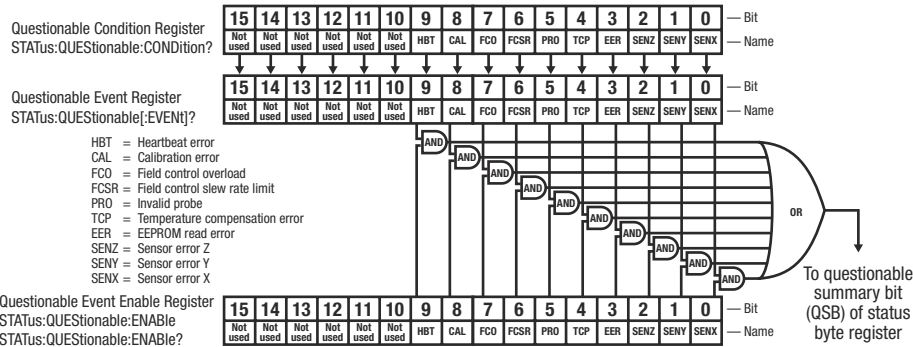 Questionable Condition Register
STATus:QUEStionable:CONDition?
15 14 13 12 11 10 9 8 7 6 5 4 3 2 1 0 — Bit
Not used Not used Not used Not used Not used Not used HBT CAL FCO FCSR PRO TCP EER SENZ SENY SENX — Name
Questionable Event Register
STATus:QUEStionable[:EVENt]?
15 14 13 12 11 10 9 8 7 6 5 4 3 2 1 0 — Bit
Not used Not used Not used Not used Not used Not used HBT CAL FCO FCSR PRO TCP EER SENZ SENY SENX — Name
HBT = Heartbeat error
CAL = Calibration error
FCO = Field control overload
FCSR = Field control slew rate limit
PRO = Invalid probe
TCP = Temperature compensation error
EER = EEPROM read error
SENZ = Sensor error Z
SENY = Sensor error Y
SENX = Sensor error X
AND
AND
AND
AND
AND
AND
AND
AND
AND
AND
OR
To questionable
summary bit
(QSB) of status
byte register
Questionable Event Enable Register
STATus:QUEStionable:ENABle
STATus:QUEStionable:ENABle?
15 14 13 12 11 10 9 8 7 6 5 4 3 2 1 0 — Bit
Not used Not used Not used Not used Not used Not used HBT CAL FCO FCSR PRO TCP EER SENZ SENY SENX — Name